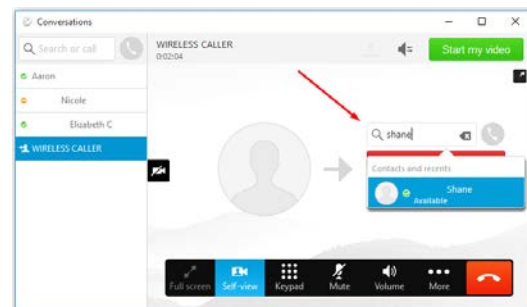 Conversations
Search or call
WIRELESS CALLER
0:02:04
Start my video
Aaron
Nicole
Elizabeth C
WIRELESS CALLER
shane
Contacts and recents
Shane
Available
Full screen
Self-view
Keypad
Mute
Volume
More